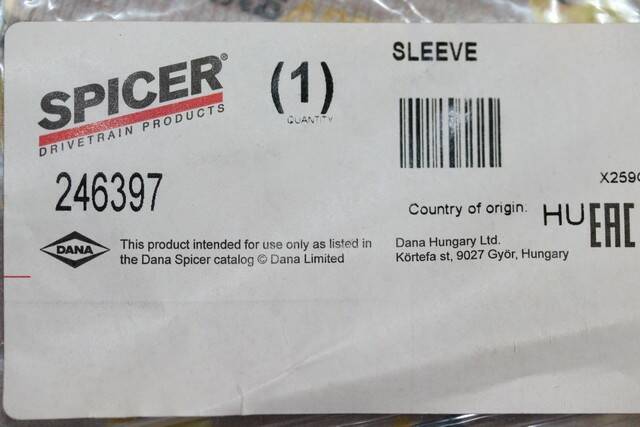 SPICER®
DRIVETRAIN PRODUCTS
(1)
QUANTITY
SLEEVE
246397
X259
Country of origin. HU
EAC
DANA
This product intended for use only as listed in
the Dana Spicer catalog © Dana Limited
Dana Hungary Ltd.
Körtefa st, 9027 Győr, Hungary